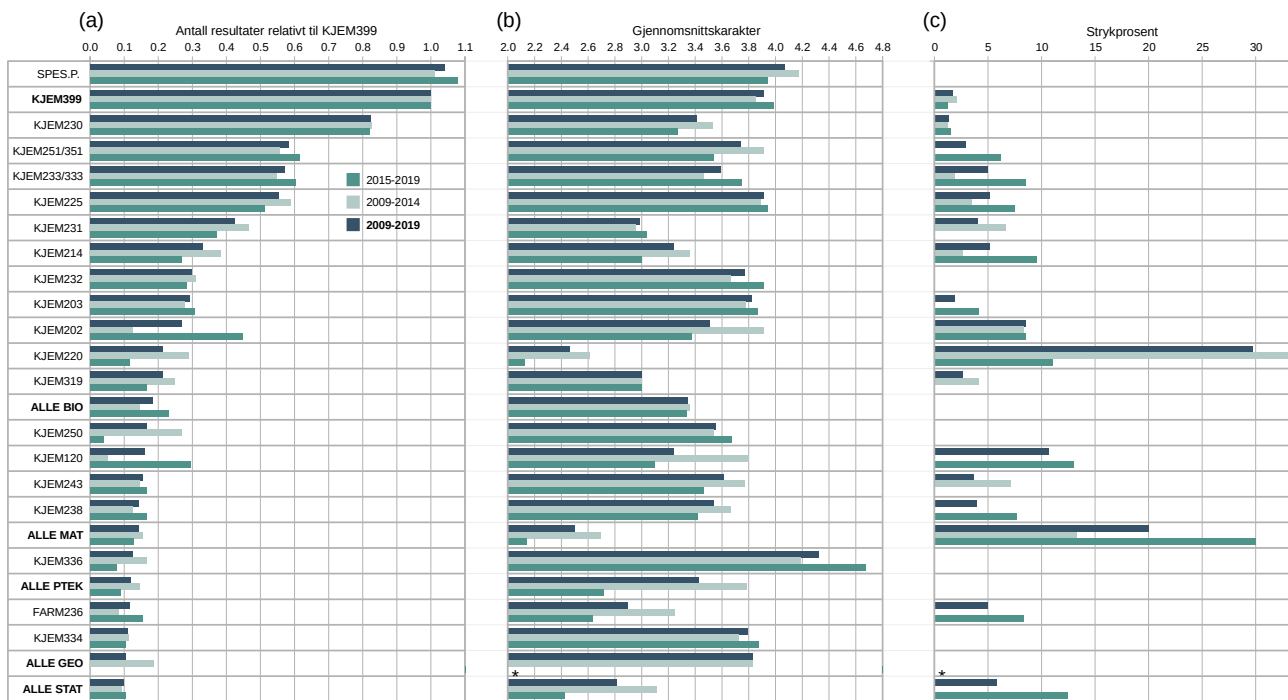 (a)
Antall resultater relativt til KJEM399
0.0 0.1 0.2 0.3 0.4 0.5 0.6 0.7 0.8 0.9 1.0 1.1
(b)
Gjennomsnittskarakter
2.0 2.2 2.4 2.6 2.8 3.0 3.2 3.4 3.6 3.8 4.0 4.2 4.4 4.6 4.8
(c)
Strykprosent
0 5 10 15 20 25 30
SPES.P.
KJEM399
KJEM230
KJEM251/351
KJEM233/333
KJEM225
KJEM231
KJEM214
KJEM232
KJEM203
KJEM202
KJEM220
KJEM319
ALLE BIO
KJEM250
KJEM120
KJEM243
KJEM238
ALLE MAT
KJEM336
ALLE PTEK
FARM236
KJEM334
ALLE GEO
ALLE STAT
2015-2019
2009-2014
2009-2019
*
*